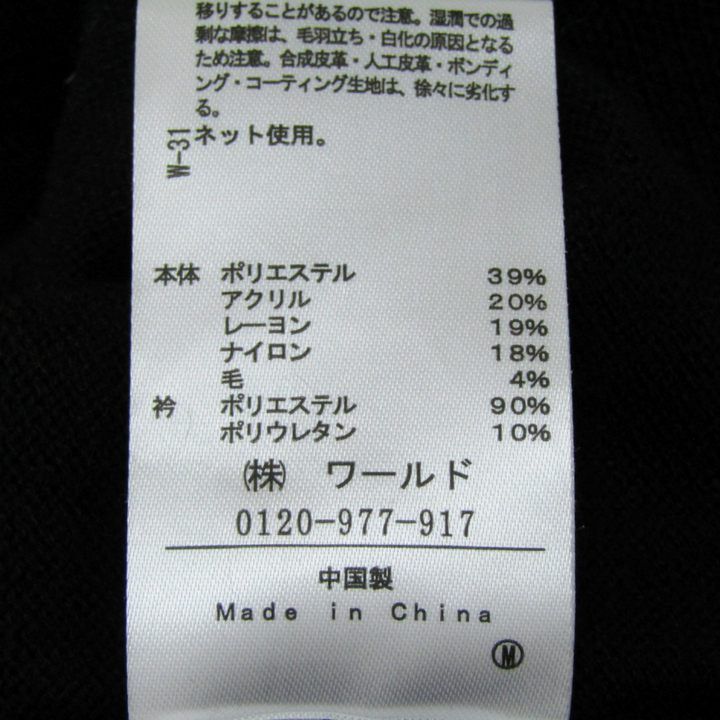 移りすることがあるので注意。湿潤での過
剰な摩擦は、毛羽立ち・白化の原因となる
ため注意。合成皮革・人工皮革・ボンディ
ング・コーティング生地は、徐々に劣化す
る。
ネット使用。
W-31
本体 ポリエステル 39%
アクリル 20%
レーヨン 19%
ナイロン 18%
毛 4%
衿 ポリエステル 90%
ポリウレタン 10%
㈱ ワールド
0120-977-917
中国製
Made in China
Ⓜ